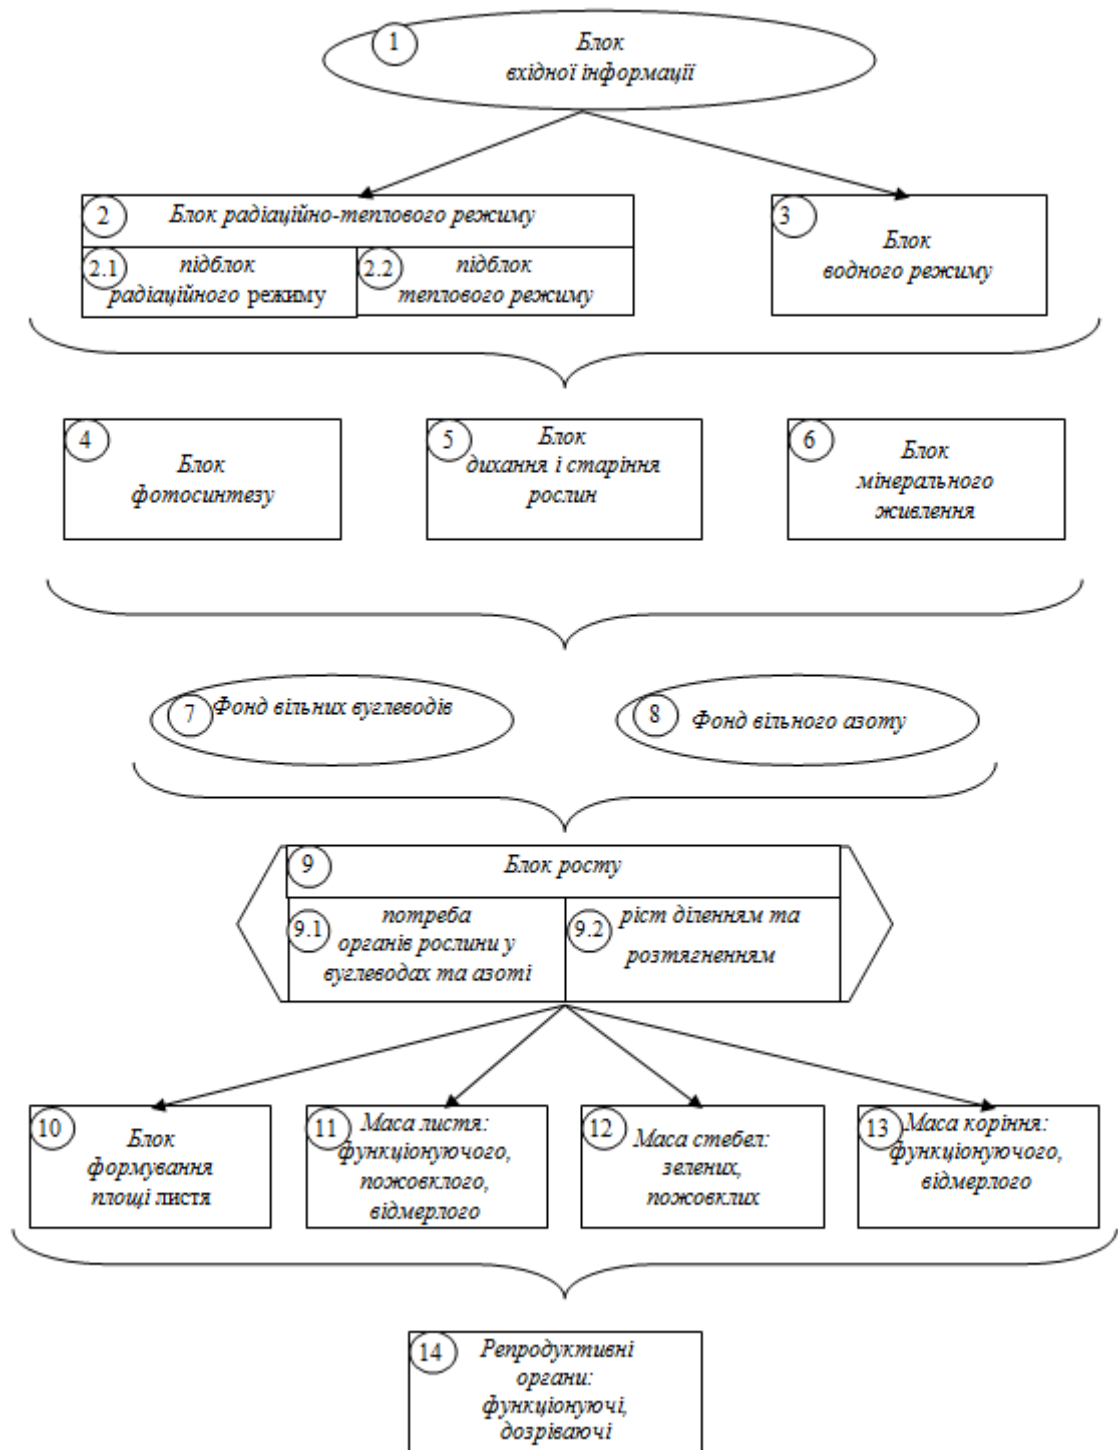 1
Блок
вхідної інформації
2
Блок радіаційно-теплового режиму
2.1
підблок
радіаційного режиму
2.2
підблок
теплового режиму
3
Блок
водного режиму
4
Блок
фотосинтезу
5
Блок
дихання і старіння
рослин
6
Блок
мінерального
живлення
7
Фонд вільних вуглеводів
8
Фонд вільного азоту
9
Блок росту
9.1
потреба
органів рослини у
вуглеводах та азоті
9.2
ріст діленням та
розтягненням
10
Блок
формування
площі листя
11
Маса листя:
функціонуючого,
пожовклого,
відмерлого
12
Маса стебел:
зелених,
пожовклих
13
Маса коріння:
функціонуючого,
відмерлого
14
Репродуктивні
органи:
функціонуючі,
дозріваючі